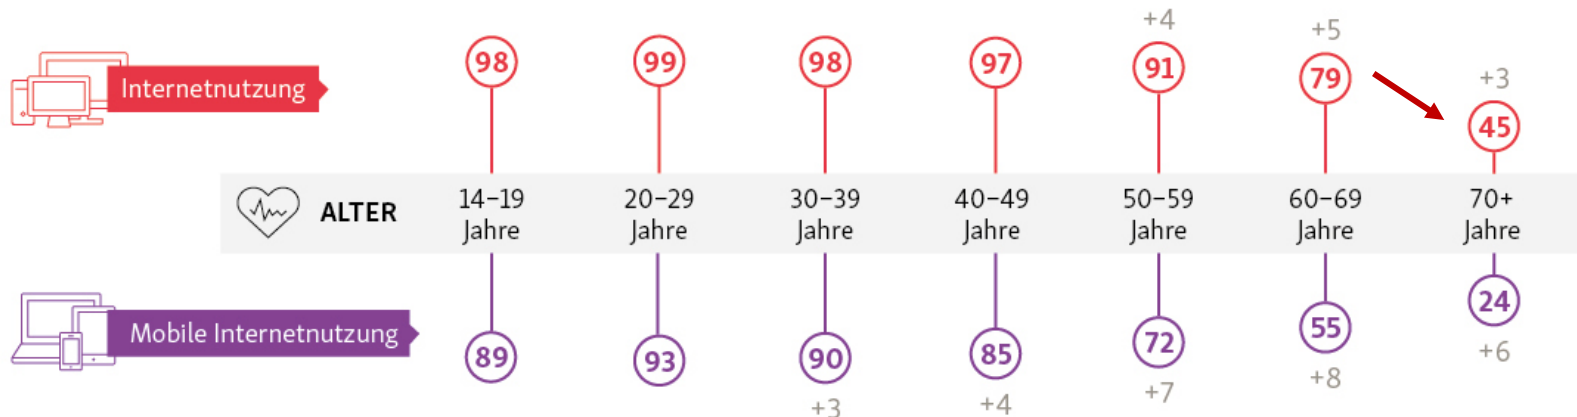 +4
+5
98
99
98
97
91
79
+3
Internetnutzung
45
ALTER
14–19 Jahre
20–29 Jahre
30–39 Jahre
40–49 Jahre
50–59 Jahre
60–69 Jahre
70+ Jahre
Mobile Internetnutzung
89
93
90
85
72
55
24
+3
+4
+7
+8
+6